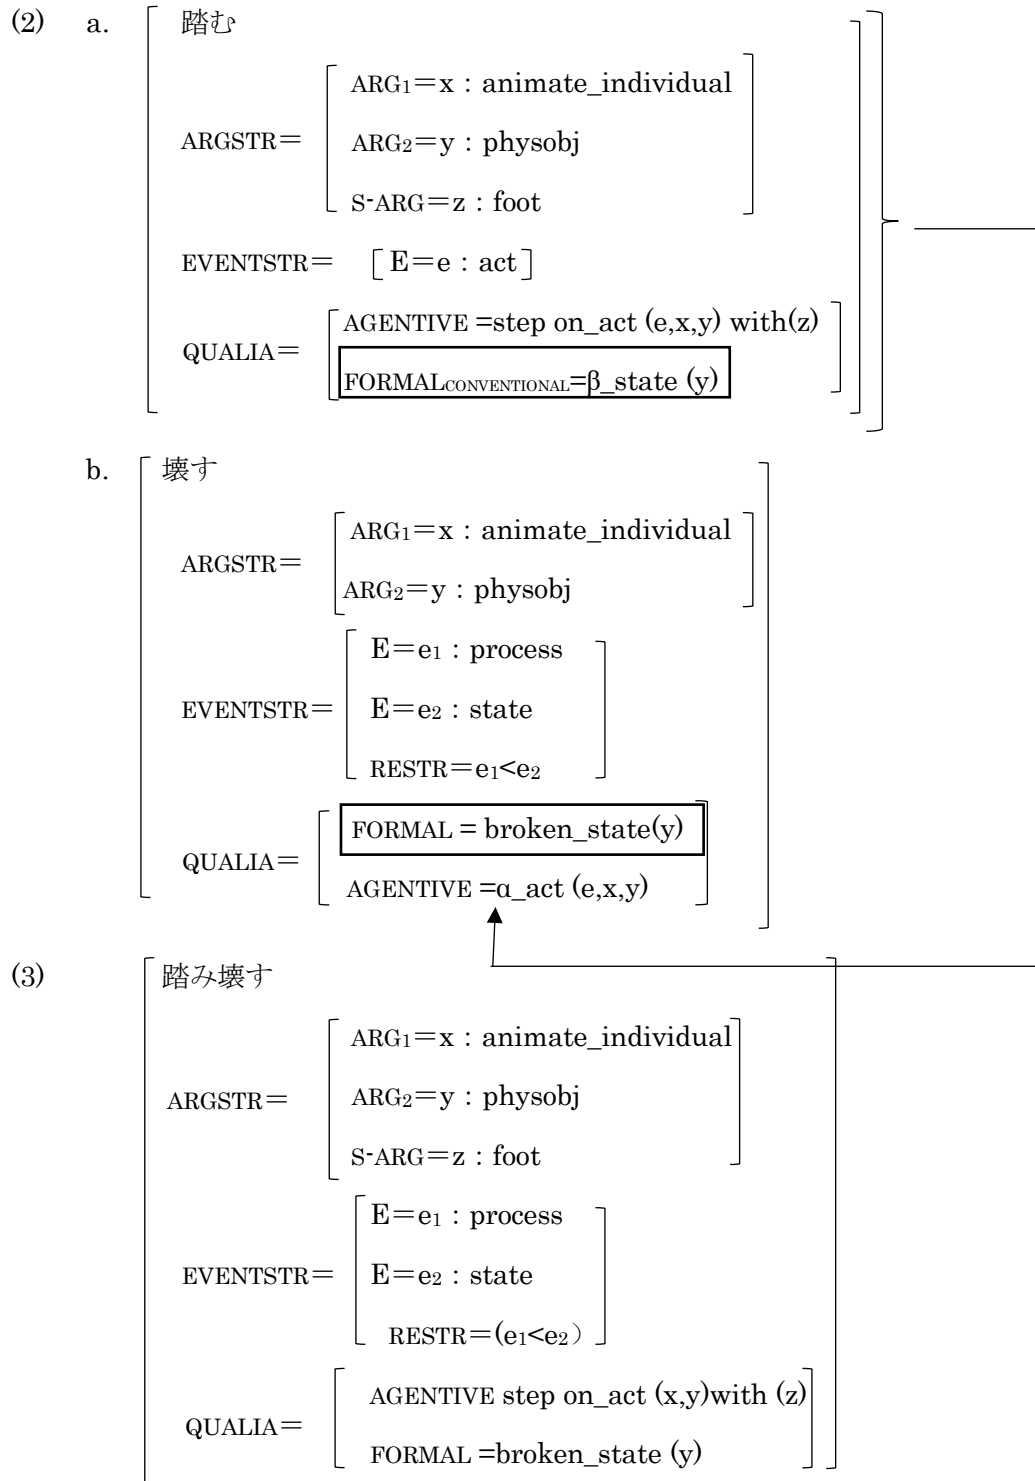 (2) a. 踏む
ARG1=x : animate_individual
ARGSTR= ARG2=y : physobj
S-ARG=z : foot
EVENTSTR= [E=e : act]
AGENTIVE =step on_act (e,x,y) with(z)
QUALIA=
FORMALCONVENTIONAL=β_state (y)
b. 壊す
ARG1=x : animate_individual
ARGSTR=
ARG2=y : physobj
E=e1 : process
EVENTSTR= E=e2 : state
RESTR=e1<e2
FORMAL = broken_state(y)
QUALIA=
AGENTIVE =α_act (e,x,y)
(3) 踏み壊す
ARG1=x : animate_individual
ARGSTR= ARG2=y : physobj
S-ARG=z : foot
E=e1 : process
EVENTSTR= E=e2 : state
RESTR=(e1<e2）
AGENTIVE step on_act (x,y)with (z)
QUALIA=
FORMAL =broken_state (y)